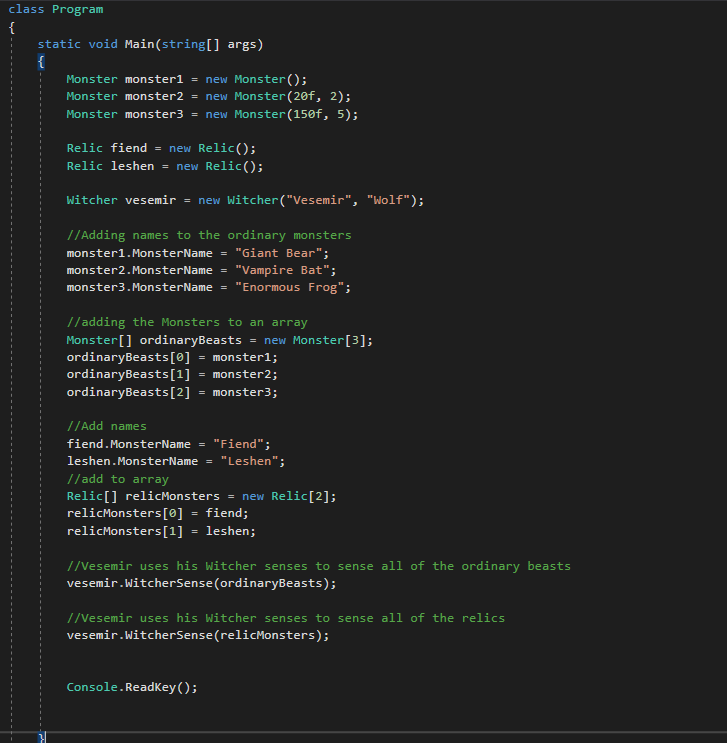 class Program
{
static void Main(string[] args)
{
Monster monster1 = new Monster();
Monster monster2 = new Monster(20f, 2);
Monster monster3 = new Monster(150f, 5);
Relic fiend = new Relic();
Relic leshen = new Relic();
Witcher vesemir = new Witcher("Vesemir", "Wolf");
//Adding names to the ordinary monsters
monster1.MonsterName = "Giant Bear";
monster2.MonsterName = "Vampire Bat";
monster3.MonsterName = "Enormous Frog";
//adding the Monsters to an array
Monster[] ordinaryBeasts = new Monster[3];
ordinaryBeasts[0] = monster1;
ordinaryBeasts[1] = monster2;
ordinaryBeasts[2] = monster3;
//Add names
fiend.MonsterName = "Fiend";
leshen.MonsterName = "Leshen";
//add to array
Relic[] relicMonsters = new Relic[2];
relicMonsters[0] = fiend;
relicMonsters[1] = leshen;
//Vesemir uses his Witcher senses to sense all of the ordinary beasts
vesemir.WitcherSense(ordinaryBeasts);
//Vesemir uses his Witcher senses to sense all of the relics
vesemir.WitcherSense(relicMonsters);
Console.ReadKey();
}